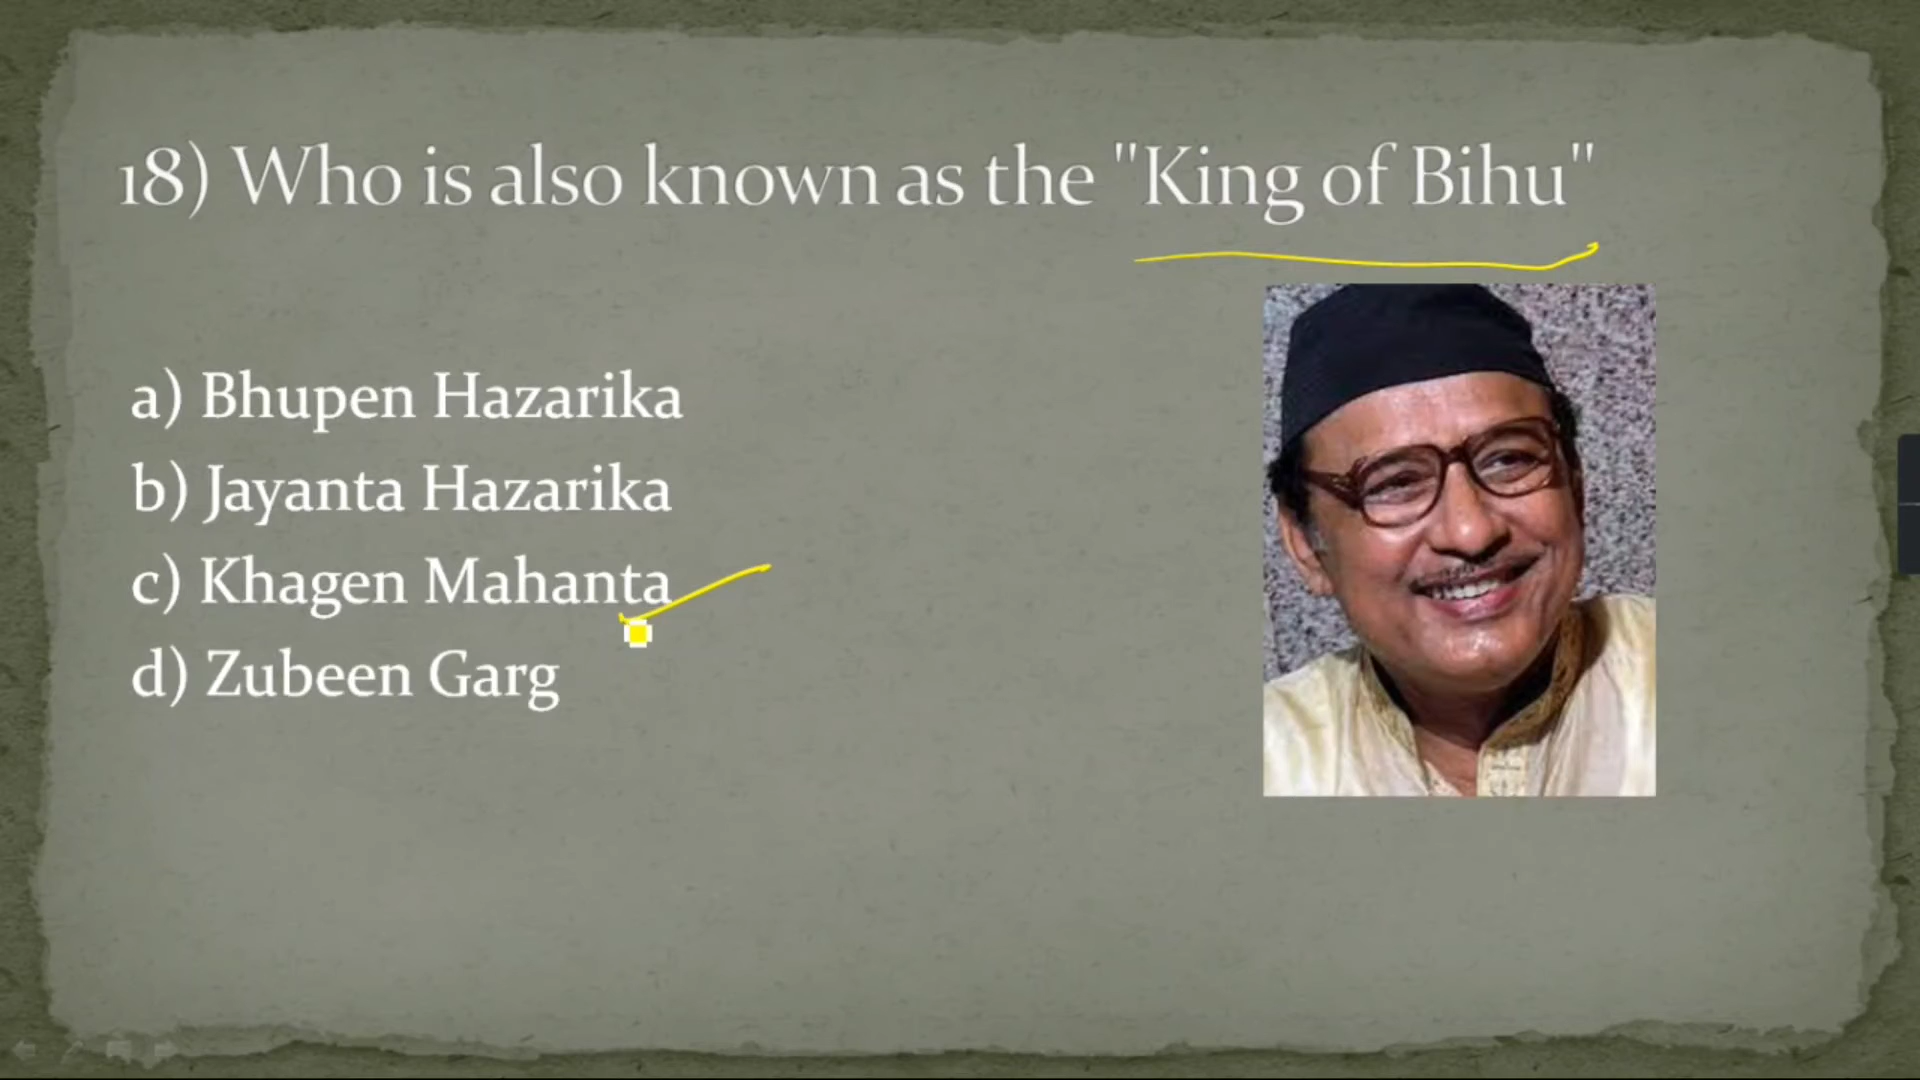 18) Who is also known as the "King of Bihu"
a) Bhupen Hazarika
b) Jayanta Hazarika
c) Khagen Mahanta
d) Zubeen Garg